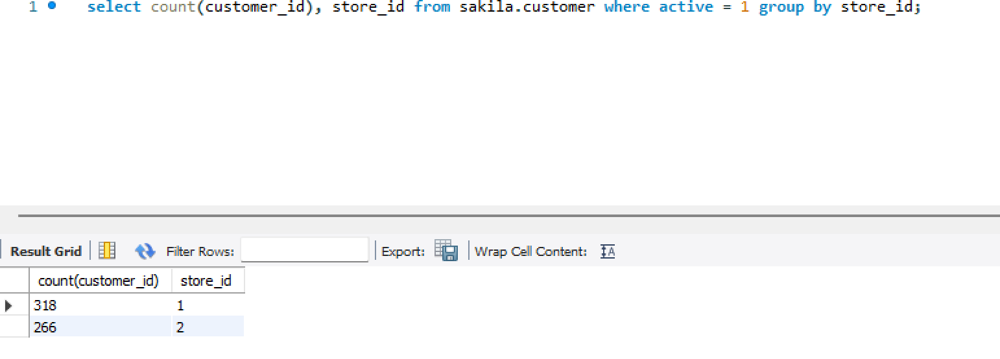 1 select count(customer_id), store_id from sakila.customer where active = 1 group by store_id;
Result Grid Filter Rows: Export: Wrap Cell Content: IA
count(customer_id) store_id
318 1
266 2